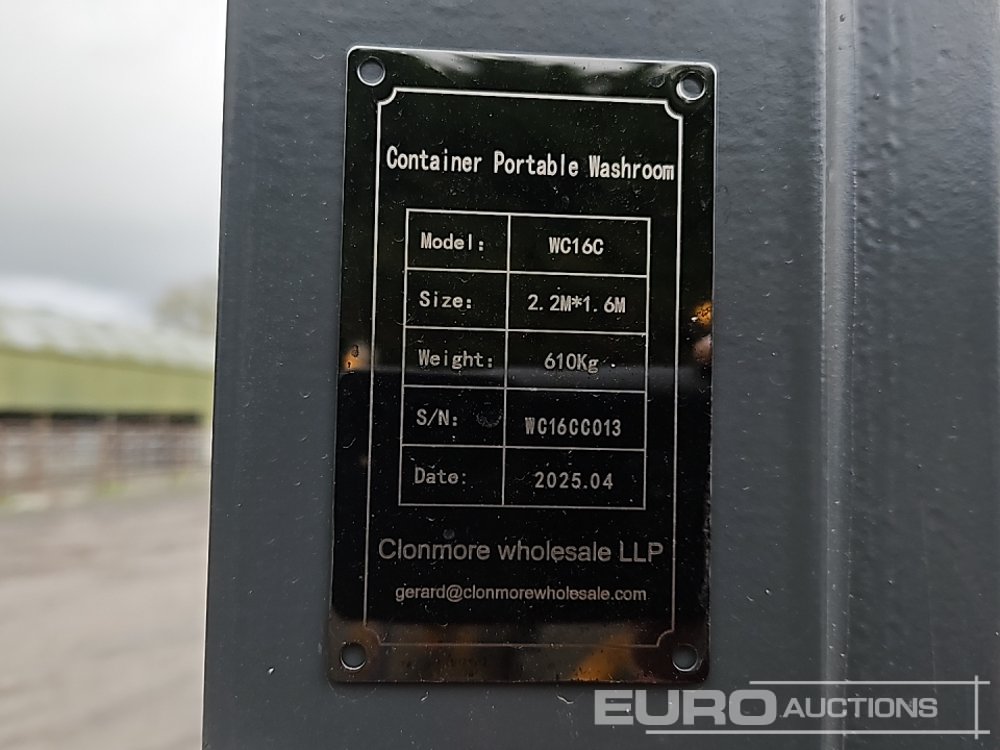 Container Portable Washroom
Model: WC16C
Size: 2.2M*1.6M
Weight: 610Kg
S/N: WC16CC013
Date: 2025.04
Clonmore wholesale LLP
gerard@clonmorewholesale.com
EURO AUCTIONS